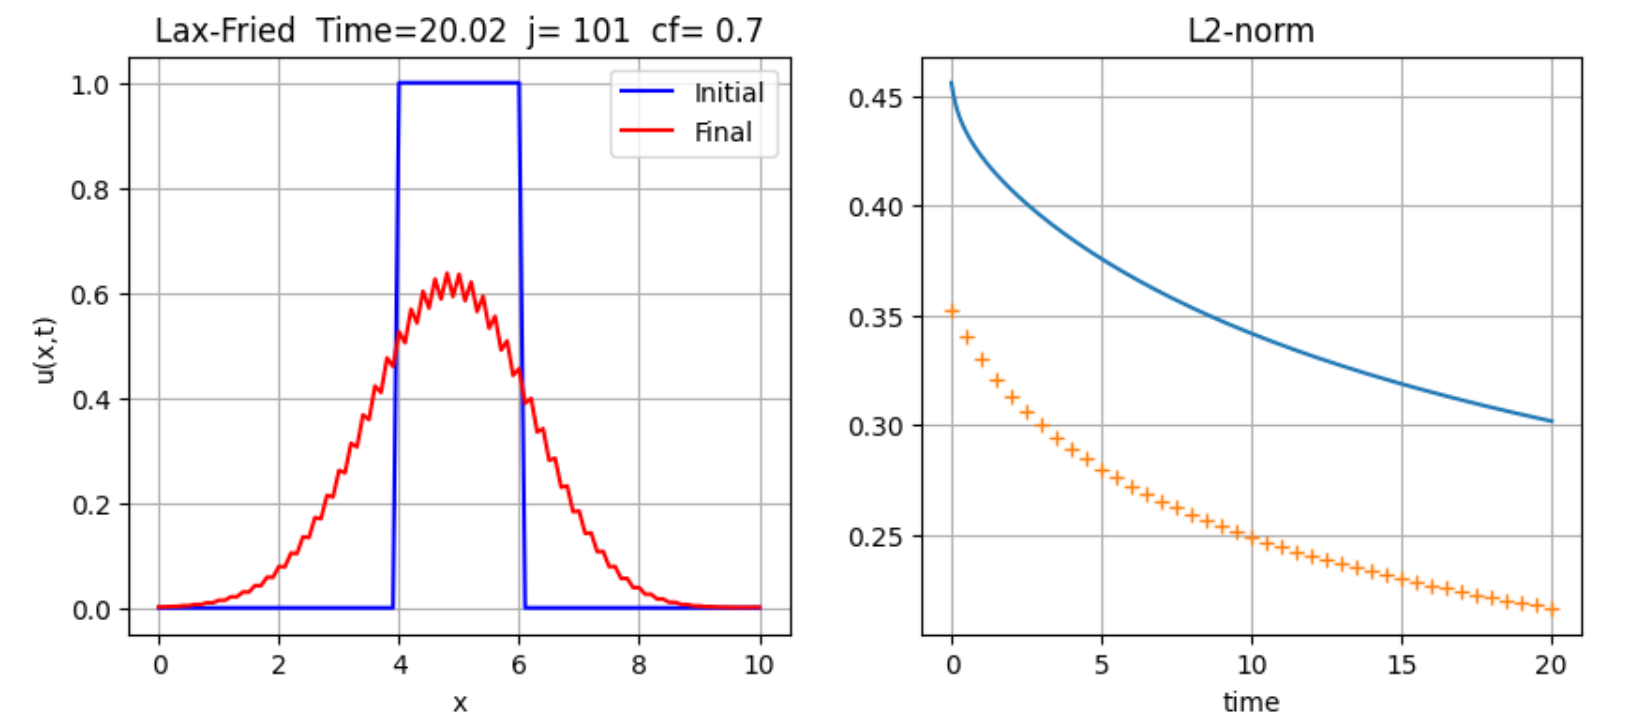 Lax-Fried  Time=20.02  j= 101  cf= 0.7
u(x,t)
1.0
0.8
0.6
0.4
0.2
0.0
Initial
Final
0 2 4 6 8 10
x
L2-norm
0.45
0.40
0.35
0.30
0.25
0 5 10 15 20
time